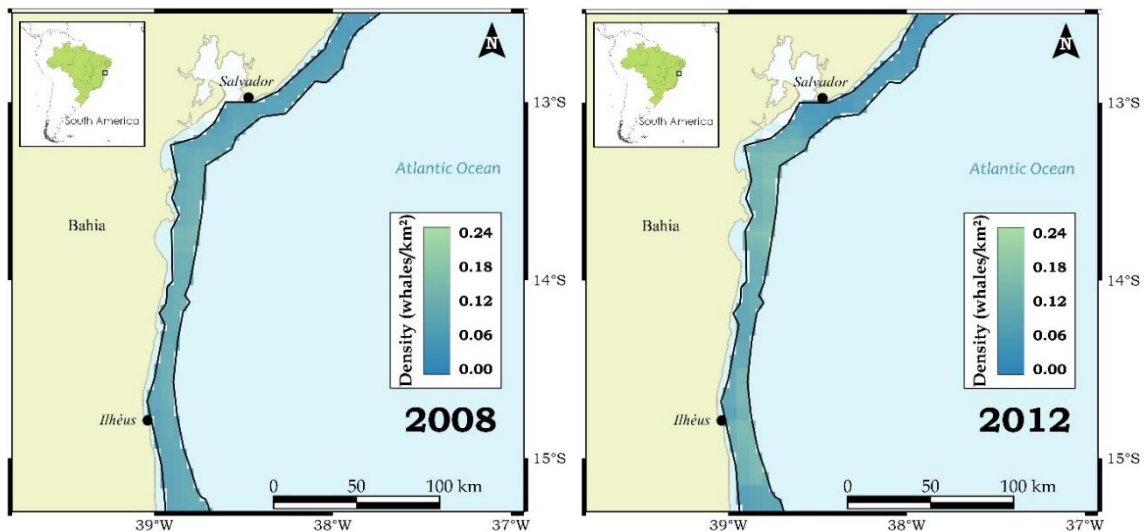 South America
N
Salvador
13°S
Atlantic Ocean
Bahia
Density (whales/km²)
0.24
0.18
0.12
0.06
0.00
14°S
Ilhéus
2008
0 50 100 km
15°S
39°W 38°W 37°W
South America
N
Salvador
13°S
Atlantic Ocean
Bahia
Density (whales/km²)
0.24
0.18
0.12
0.06
0.00
14°S
Ilhéus
2012
0 50 100 km
15°S
39°W 38°W 37°W